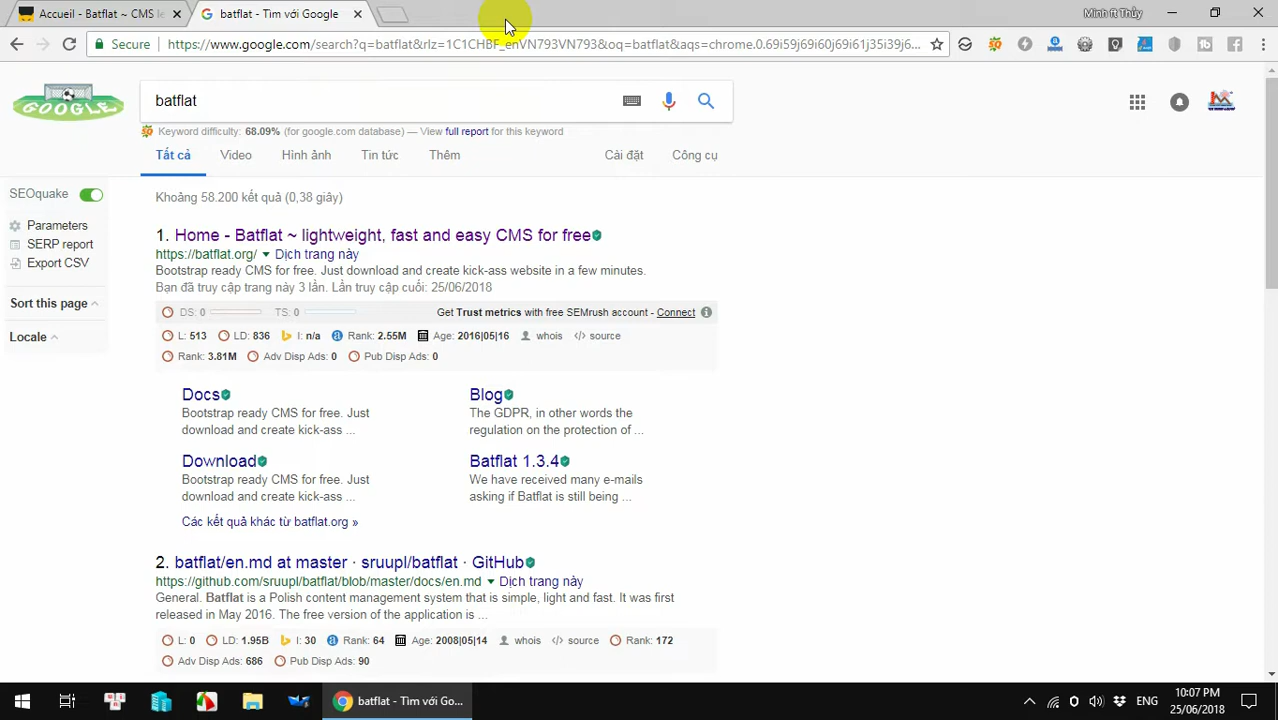 Accueil - Batflat ~ CMS le
batflat - Tìm với Google
Minh ft Thủy
Secure
https://www.google.com/search?q=batflat&rlz=1C1CHBF_enVN793VN793&oq=batflat&aqs=chrome.0.69i59j69i60j69i61j35i39j6...
GOOGLE
batflat
Keyword difficulty: 68.09% (for google.com database) — View full report for this keyword
Tất cả Video Hình ảnh Tin tức Thêm Cài đặt Công cụ
SEOquake
Parameters
SERP report
Export CSV
Sort this page
Locale
Khoảng 58.200 kết quả (0,38 giây)
1. Home - Batflat ~ lightweight, fast and easy CMS for free
https://batflat.org/ ▼ Dịch trang này
Bootstrap ready CMS for free. Just download and create kick-ass website in a few minutes.
Bạn đã truy cập trang này 3 lần. Lần truy cập cuối: 25/06/2018
DS: 0 TS: 0 Get Trust metrics with free SEMrush account - Connect
L: 513 LD: 836 I: n/a Rank: 2.55M Age: 2016|05|16 whois </> source
Rank: 3.81M Adv Disp Ads: 0 Pub Disp Ads: 0
Docs
Bootstrap ready CMS for free. Just
download and create kick-ass ...
Blog
The GDPR, in other words the
regulation on the protection of ...
Download
Bootstrap ready CMS for free. Just
download and create kick-ass ...
Batflat 1.3.4
We have received many e-mails
asking if Batflat is still being ...
Các kết quả khác từ batflat.org »
2. batflat/en.md at master · sruupl/batflat · GitHub
https://github.com/sruupl/batflat/blob/master/docs/en.md ▼ Dịch trang này
General. Batflat is a Polish content management system that is simple, light and fast. It was first
released in May 2016. The free version of the application is ...
L: 0 LD: 1.95B I: 30 Rank: 64 Age: 2008|05|14 whois </> source Rank: 172
Adv Disp Ads: 686 Pub Disp Ads: 90
batflat - Tìm với Go...
ENG
10:07 PM
25/06/2018